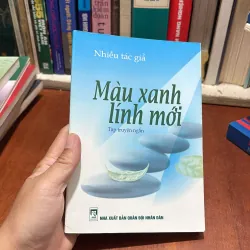 Nhiều tác giả
Màu xanh
lính mới
Tập truyện ngắn
NHÀ XUẤT BẢN QUÂN ĐỘI NHÂN DÂN